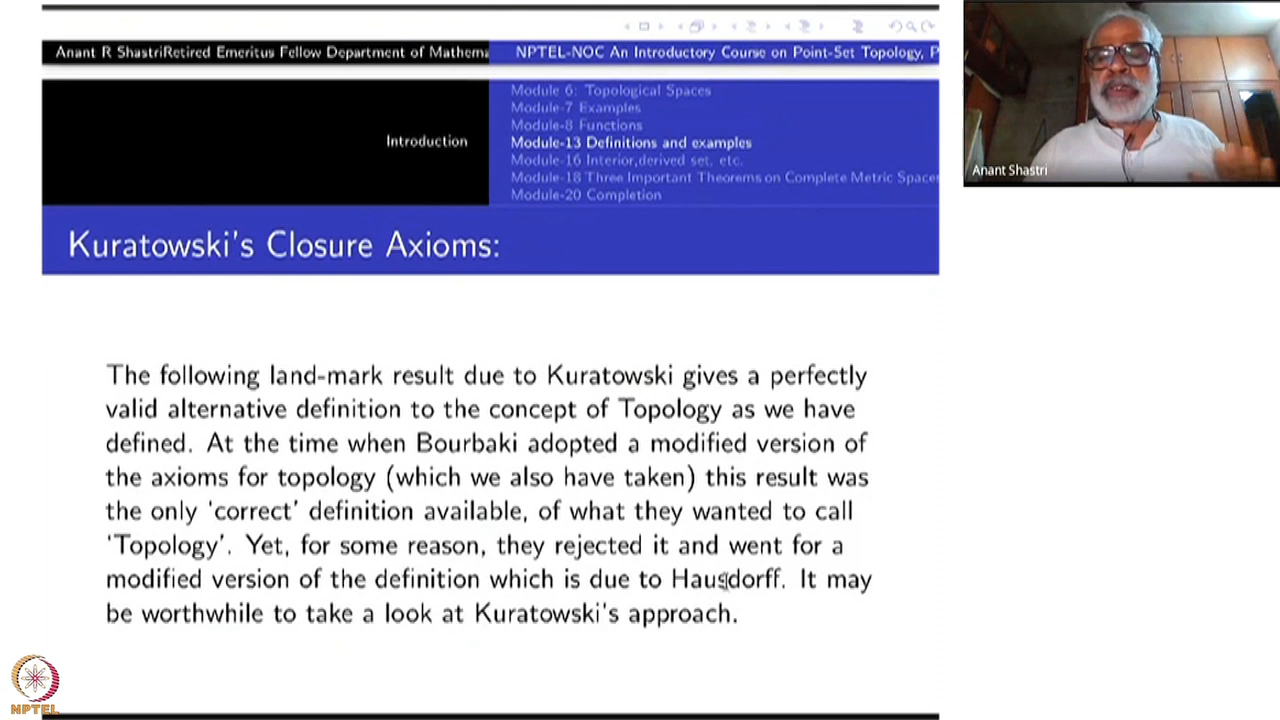 Anant R ShastriRetired Emeritus Fellow Department of Mathema
NPTEL-NOC An Introductory Course on Point-Set Topology, P
Introduction
Module 6: Topological Spaces
Module-7 Examples
Module-8 Functions
Module-13 Definitions and examples
Module-16 Interior,derived set, etc.
Module-18 Three Important Theorems on Complete Metric Spaces
Module-20 Completion
Kuratowski's Closure Axioms:
The following land-mark result due to Kuratowski gives a perfectly
valid alternative definition to the concept of Topology as we have
defined. At the time when Bourbaki adopted a modified version of
the axioms for topology (which we also have taken) this result was
the only 'correct' definition available, of what they wanted to call
'Topology'. Yet, for some reason, they rejected it and went for a
modified version of the definition which is due to Hausdorff. It may
be worthwhile to take a look at Kuratowski's approach.
Anant Shastri
NPTEL